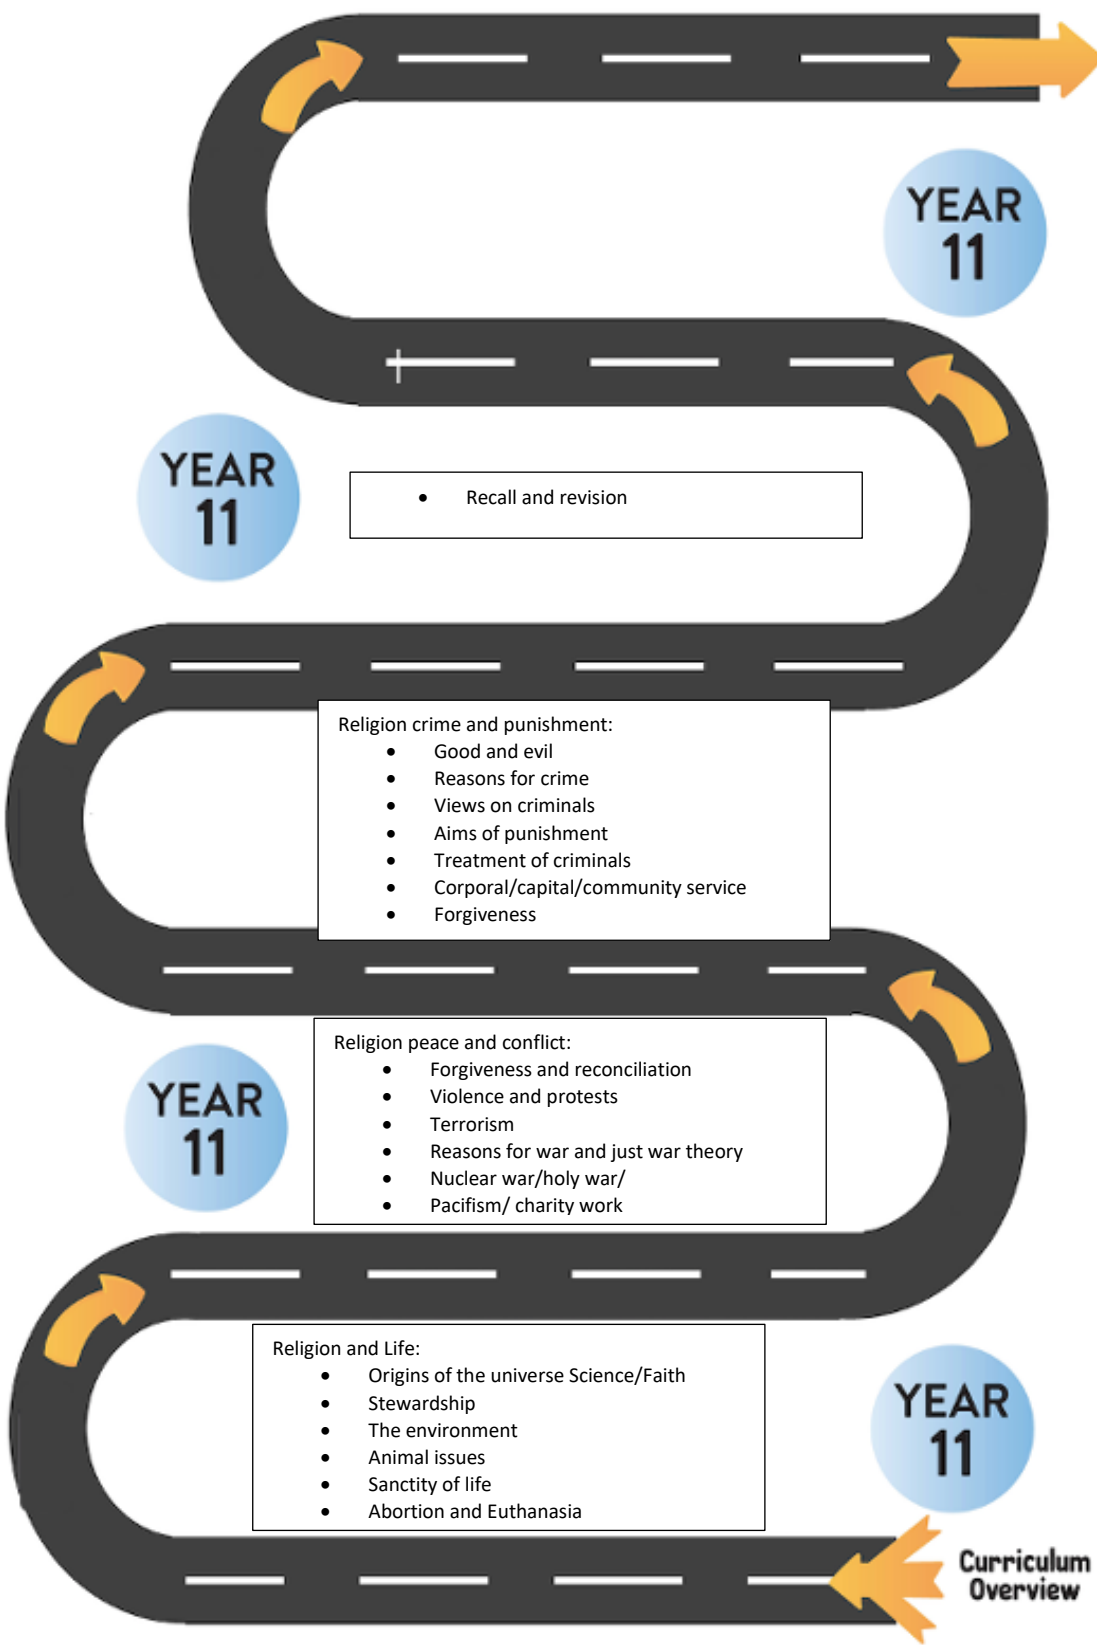 YEAR
11
YEAR
11
• Recall and revision
Religion crime and punishment:
• Good and evil
• Reasons for crime
• Views on criminals
• Aims of punishment
• Treatment of criminals
• Corporal/capital/community service
• Forgiveness
Religion peace and conflict:
• Forgiveness and reconciliation
• Violence and protests
• Terrorism
• Reasons for war and just war theory
• Nuclear war/holy war/
• Pacifism/ charity work
YEAR
11
Religion and Life:
• Origins of the universe Science/Faith
• Stewardship
• The environment
• Animal issues
• Sanctity of life
• Abortion and Euthanasia
YEAR
11
Curriculum
Overview